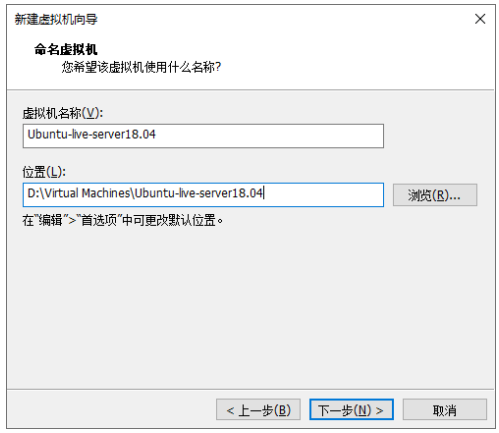 新建虚拟机向导
命名虚拟机
您希望该虚拟机使用什么名称?
虚拟机名称(V):
Ubuntu-live-server18.04
位置(L):
D:\Virtual Machines\Ubuntu-live-server18.04
浏览(R)...
在“编辑”>“首选项”中可更改默认位置。
< 上一步(B)
下一步(N) >
取消